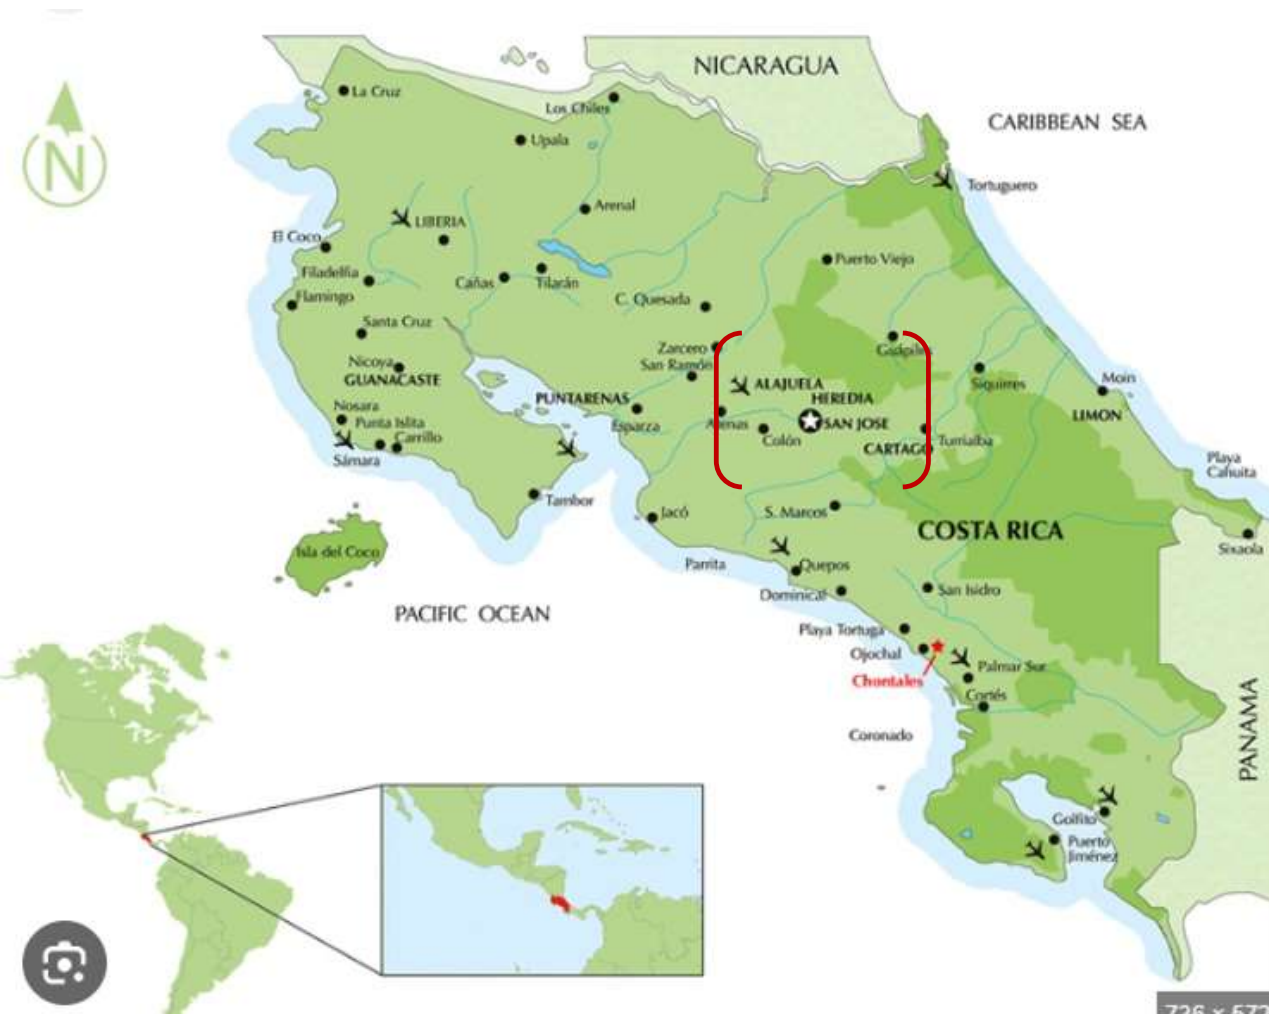 NICARAGUA
CARIBBEAN SEA
La Cruz
Los Chiles
Upala
Tortuguero
N
Arenal
LIBERIA
El Coco
Puerto Viejo
Filadelfia
Cañas
Tilarán
Flamingo
C. Quesada
Santa Cruz
Zarcero
Guápiles
San Ramón
Nicoya
GUANACASTE
ALAJUELA
Siquirres
Moin
PUNTARENAS
HEREDIA
Nosara
LIMON
Punta Islita
Esparza
Atenas
SAN JOSE
Carrillo
Colón
CARTAGO
Turrialba
Sámara
Playa
Cahuita
Tambor
Jacó
S. Marcos
COSTA RICA
Isla del Coco
Sixaola
Parrita
Quepos
Dominical
San Isidro
PACIFIC OCEAN
Playa Tortuga
Ojochal
Palmar Sur
Chontales
Cortés
PANAMA
Coronado
Golfito
Puerto
Jiménez